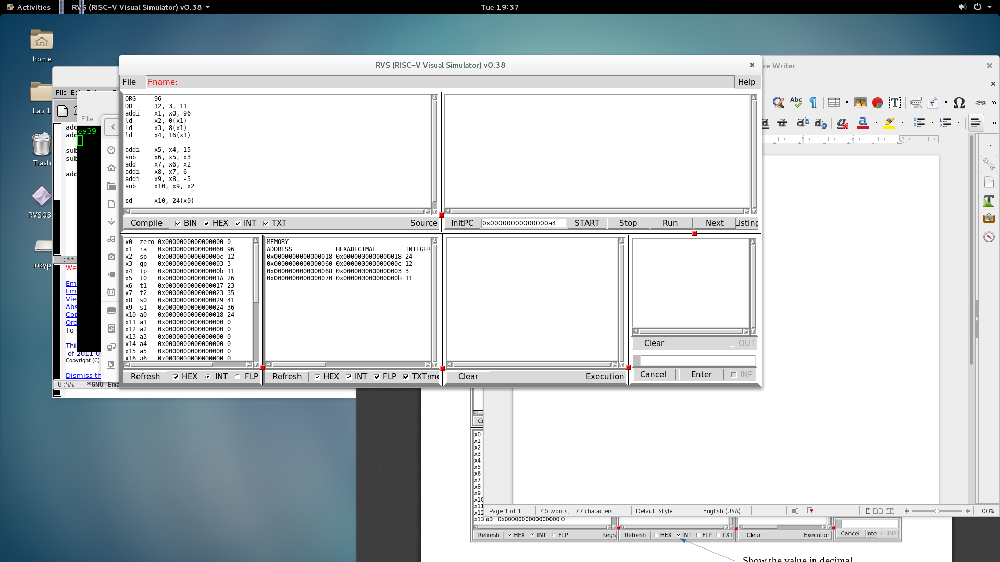 Activities
RVS (RISC-V Visual Simulator) v0.38
Tue 19:37
home
Lab 1
Trash
RVS03
inkyp
File
File
ea39
RVS (RISC-V Visual Simulator) v0.38
File Fname: Help
ORG 96
DD 12, 3, 11
addi x1, x0, 96
ld x2, 0(x1)
ld x3, 8(x1)
ld x4, 16(x1)
addi x5, x4, 15
sub x6, x5, x3
add x7, x6, x2
addi x8, x7, 6
addi x9, x8, -5
sub x10, x9, x2
sd x10, 24(x0)
Compile BIN HEX INT TXT Source
InitPC 0x00000000000000a4 START Stop Run Next Listing
x0 zero 0x0000000000000000 0
x1 ra 0x0000000000000060 96
x2 sp 0x000000000000000c 12
x3 gp 0x0000000000000003 3
x4 tp 0x000000000000000b 11
x5 t0 0x000000000000001A 26
x6 t1 0x0000000000000017 23
x7 t2 0x0000000000000023 35
x8 s0 0x0000000000000029 41
x9 s1 0x0000000000000024 36
x10 a0 0x0000000000000018 24
x11 a1 0x0000000000000000 0
x12 a2 0x0000000000000000 0
x13 a3 0x0000000000000000 0
x14 a4 0x0000000000000000 0
x15 a5 0x0000000000000000 0
x16 a6 0x0000000000000000 0
Refresh HEX INT FLP
MEMORY
ADDRESS HEXADECIMAL INTEGER
0x0000000000000018 0x0000000000000018 24
0x0000000000000060 0x000000000000000c 12
0x0000000000000068 0x0000000000000003 3
0x0000000000000070 0x000000000000000b 11
Refresh HEX INT FLP TXT
Clear Execution
Clear OUT
Cancel Enter INP
add
add
sub
sub
add
--:**-
We
Em
Em
Vie
Abs
Cop
Ord
To
Thi
of 2011-0
Copyright (C)
Dismiss th
-U:%%- *GNU Ema
ce Writer
Abc
5 6 7
Page 1 of 1
46 words, 177 characters
Default Style
English (USA)
100%
x0
x1
x2
x3
x4
x5
x6
x7
x8
x9
x10
x11
x12
x13 a3 0x0000000000000000 0
Refresh HEX INT FLP Regs
Refresh HEX INT FLP TXT
Clear Execution
Cancel INP
Show the value in decimal